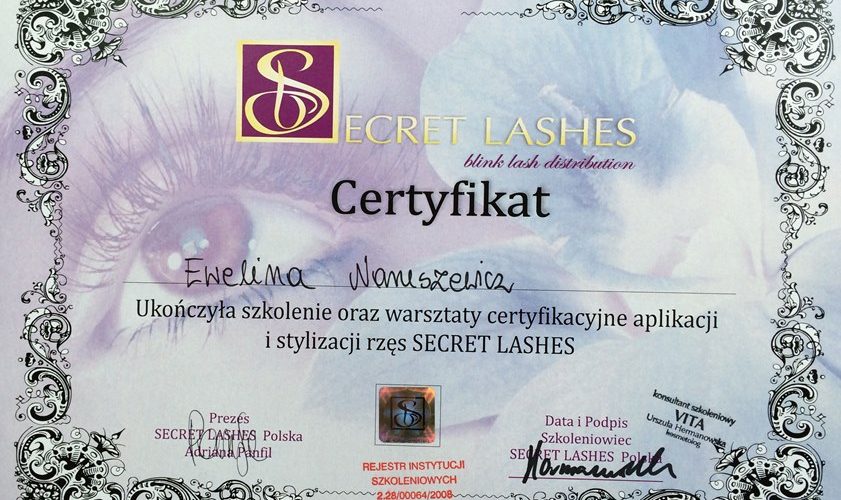 SECRET LASHES
blink lash distribution
Certyfikat
Ewelina Naruszewicz
Ukończyła szkolenie oraz warsztaty certyfikacyjne aplikacji
i stylizacji rzęs SECRET LASHES
Prezes
SECRET LASHES Polska
Adriana Panfil
REJESTR INSTYTUCJI
SZKOLENIOWYCH
2.28/00064/2008
Data i Podpis
Szkoleniowiec
SECRET LASHES Polska
konsultant szkoleniowy
VITA
Urszula Hermanowska
kosmetolog